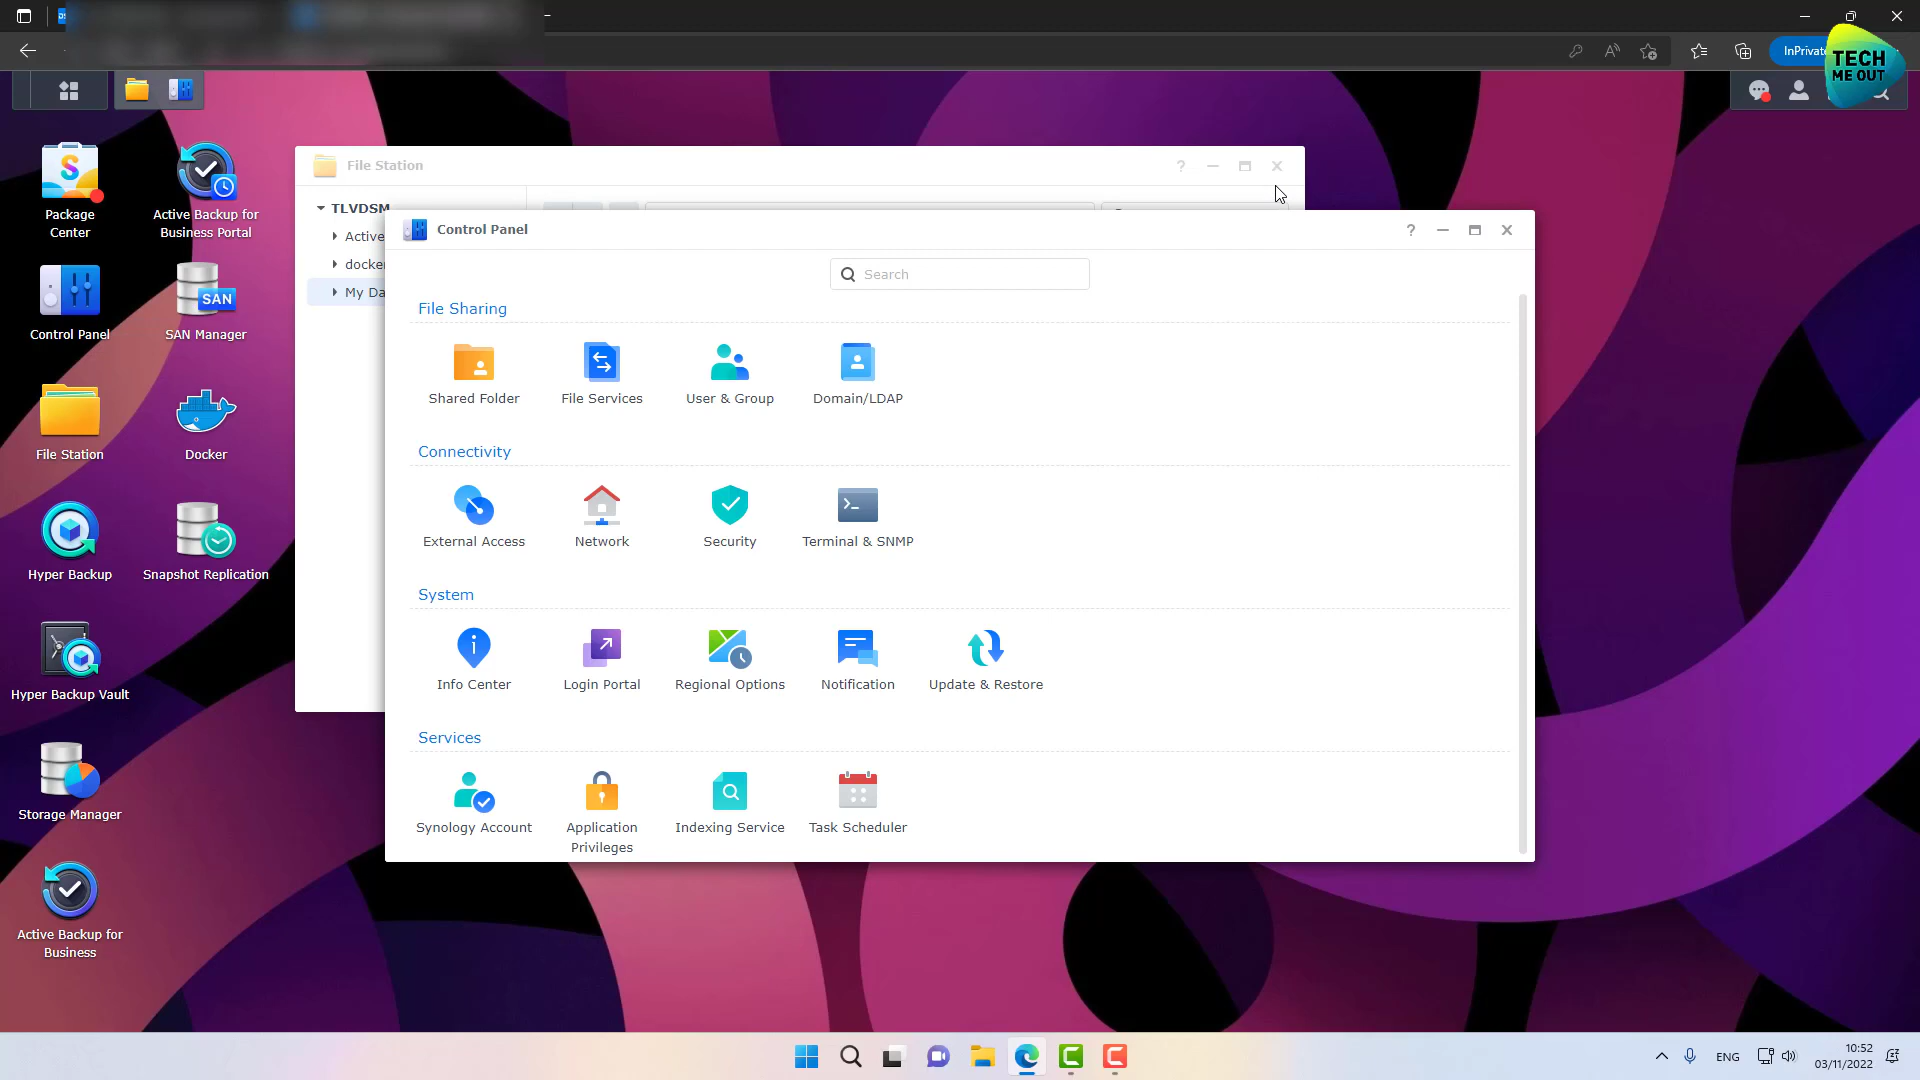 InPrivate
TECH
ME OUT
File Station
?
TLVDSM
Active
docke
My Da
Control Panel
?
Search
File Sharing
Shared Folder
File Services
User & Group
Domain/LDAP
Connectivity
External Access
Network
Security
Terminal & SNMP
System
Info Center
Login Portal
Regional Options
Notification
Update & Restore
Services
Synology Account
Application
Privileges
Indexing Service
Task Scheduler
Package
Center
Active Backup for
Business Portal
Control Panel
SAN
SAN Manager
File Station
Docker
Hyper Backup
Snapshot Replication
Hyper Backup Vault
Storage Manager
Active Backup for
Business
ENG
10:52
03/11/2022